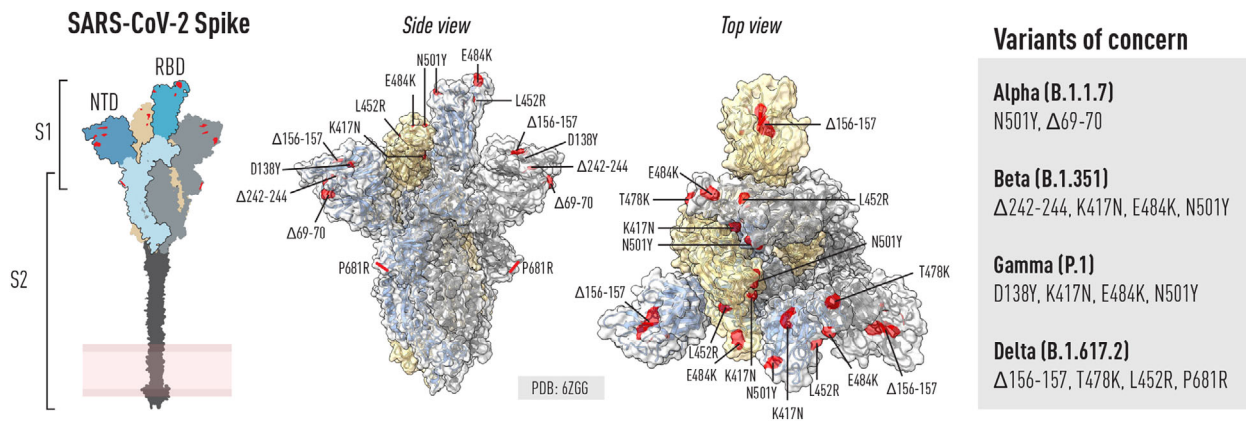 SARS-CoV-2 Spike
RBD
NTD
S1
S2
Side view
N501Y
E484K
E484K
L452R
L452R
K417N
Δ156-157
Δ156-157
D138Y
D138Y
Δ242-244
Δ242-244
Δ69-70
Δ69-70
P681R
P681R
PDB: 6ZGG
Top view
Δ156-157
E484K
T478K
L452R
K417N
N501Y
N501Y
T478K
Δ156-157
L452R
E484K
K417N
N501Y
L452R
E484K
Δ156-157
K417N
Variants of concern
Alpha (B.1.1.7)
N501Y, Δ69-70
Beta (B.1.351)
Δ242-244, K417N, E484K, N501Y
Gamma (P.1)
D138Y, K417N, E484K, N501Y
Delta (B.1.617.2)
Δ156-157, T478K, L452R, P681R